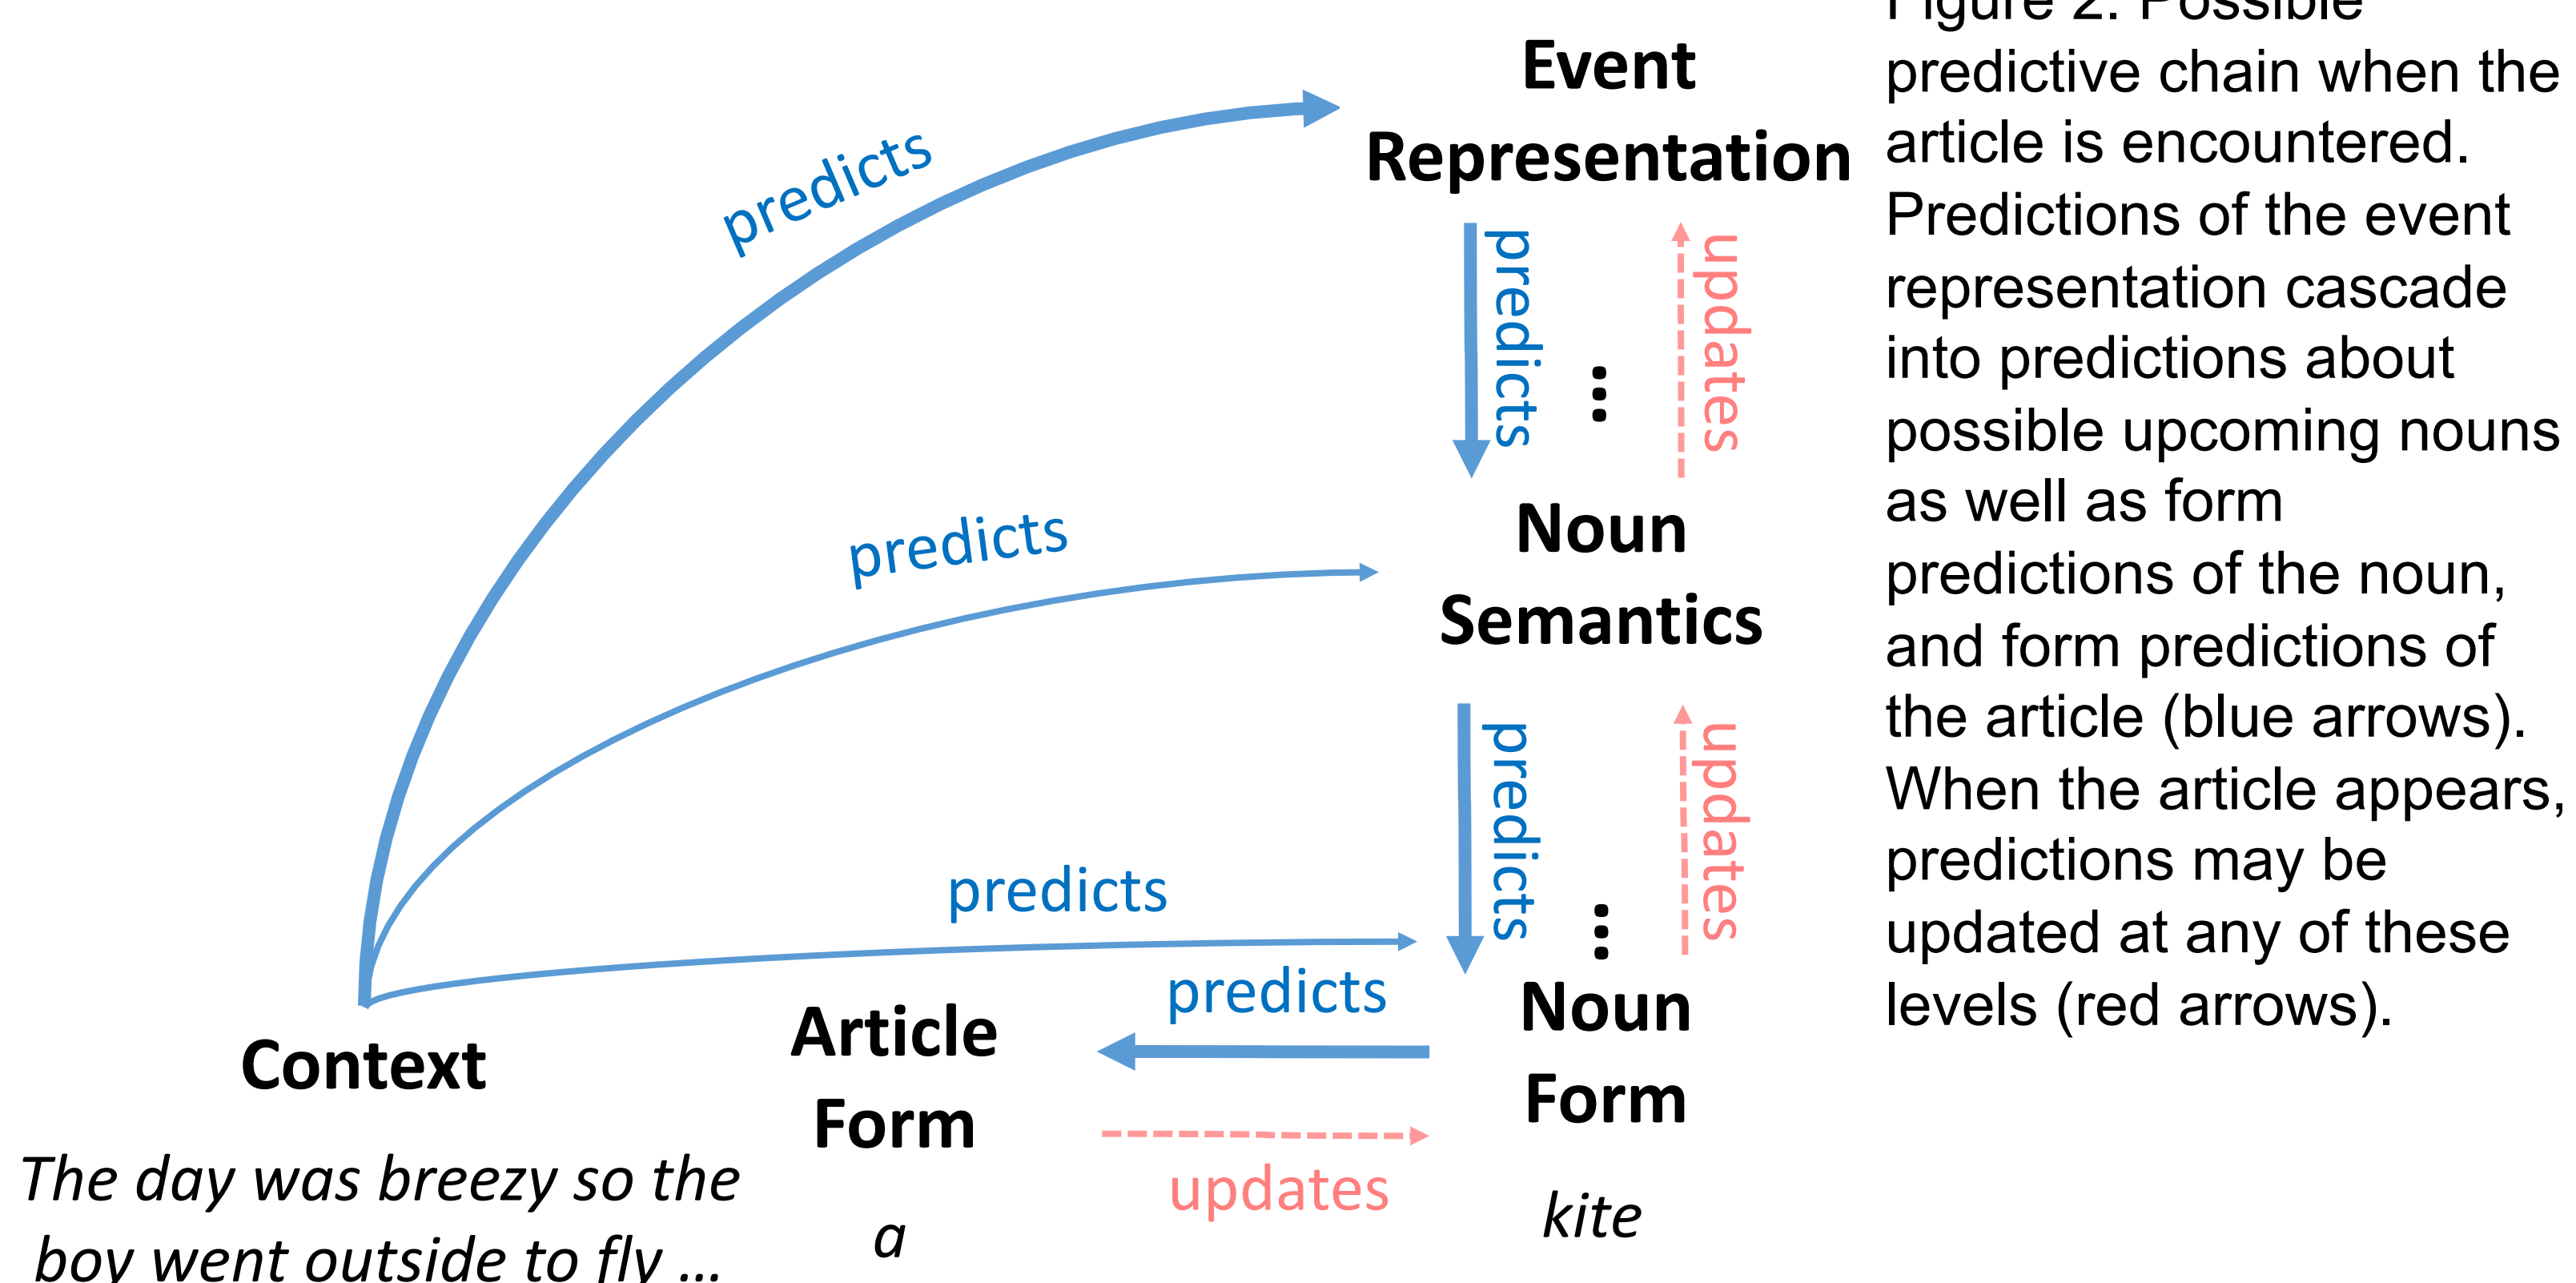 Event
Representation
predicts
predicts
updates
predicts
Noun
Semantics
predicts
updates
predicts
predicts
Noun
Form
Article
Form
Context
updates
The day was breezy so the
boy went outside to fly ...
a
kite
Figure 2. Possible
predictive chain when the
article is encountered.
Predictions of the event
representation cascade
into predictions about
possible upcoming nouns
as well as form
predictions of the noun,
and form predictions of
the article (blue arrows).
When the article appears,
predictions may be
updated at any of these
levels (red arrows).